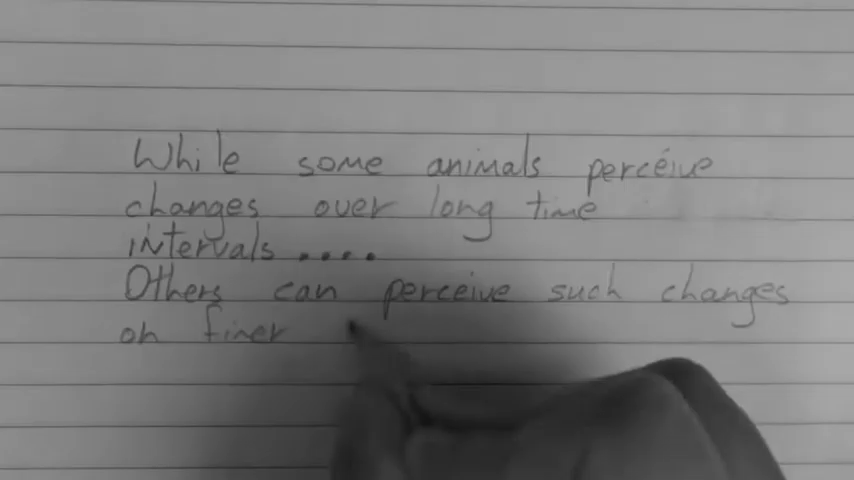 While some animals perceive
changes over long time
intervals ....
Others can perceive such changes
on finer